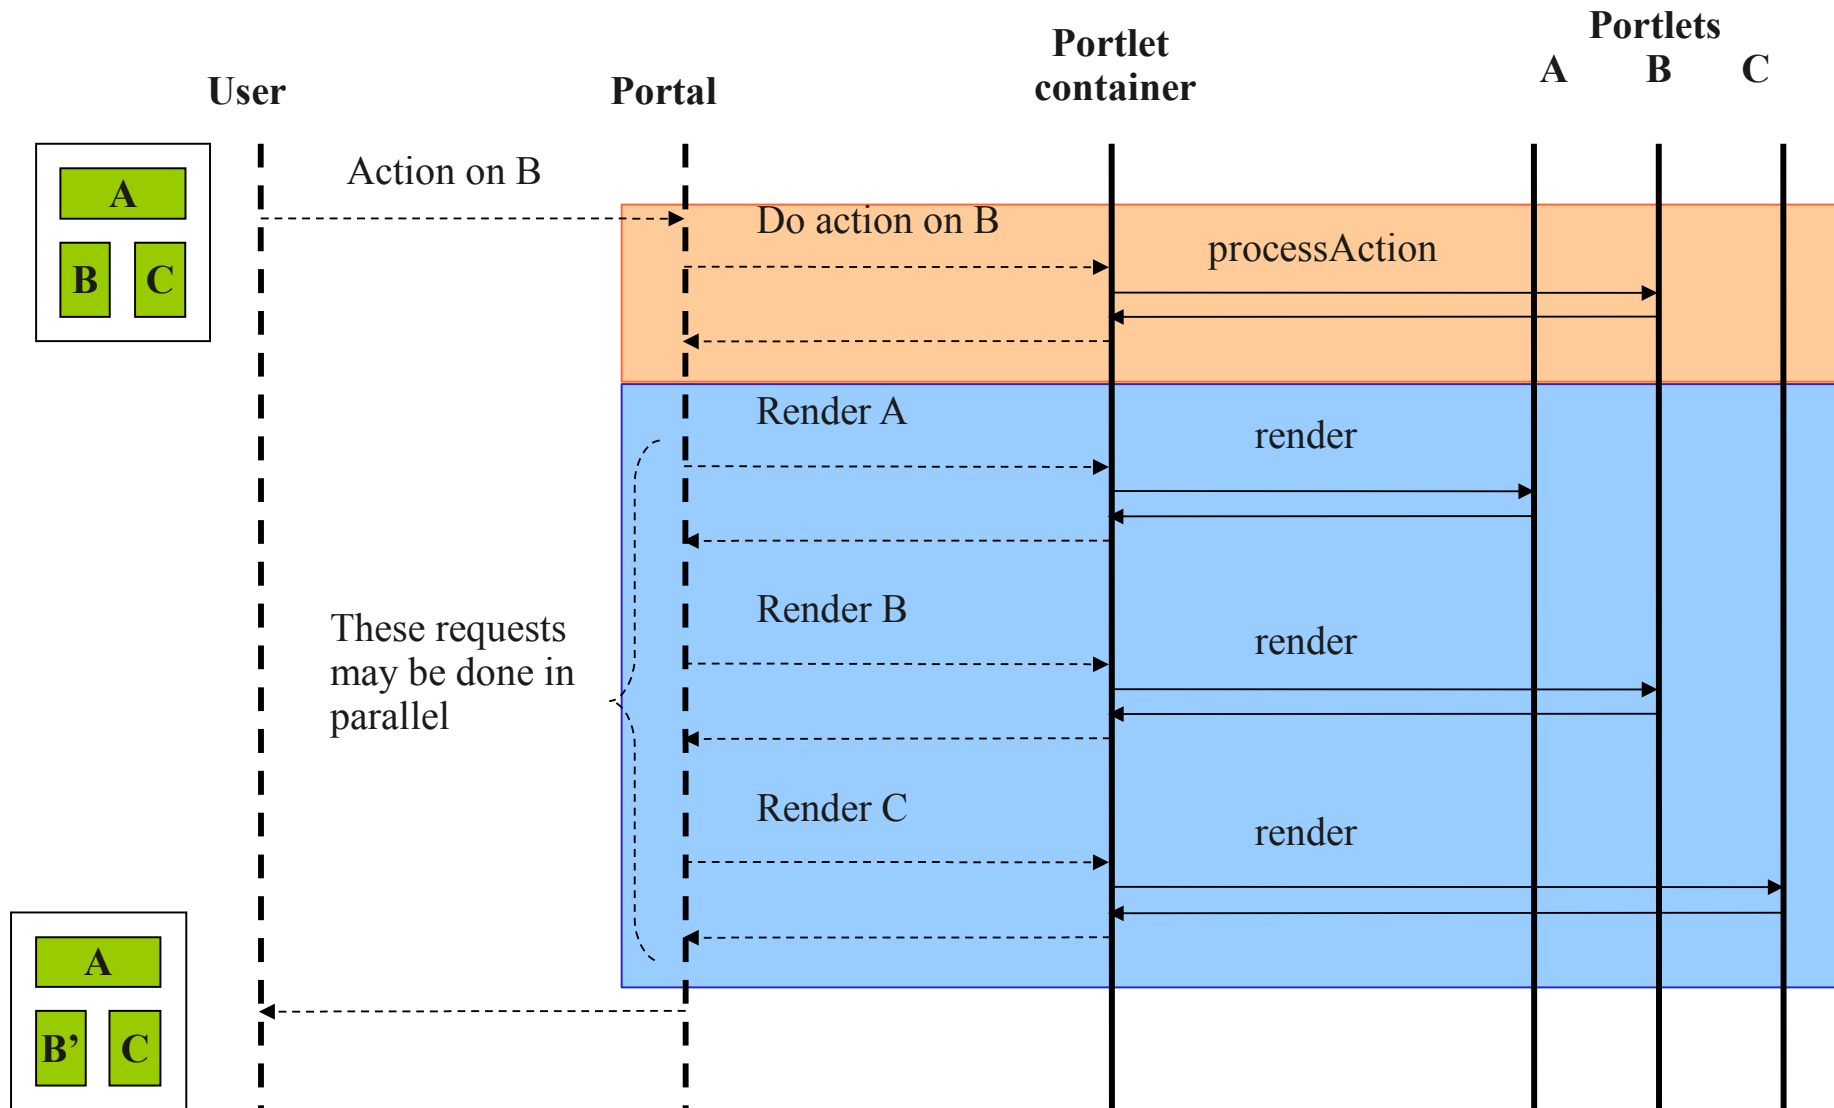 Portlets
Portlet
container
A B C
User
Portal
Action on B
A
B C
Do action on B
processAction
Render A
render
Render B
render
These requests
may be done in
parallel
Render C
render
A
B’ C